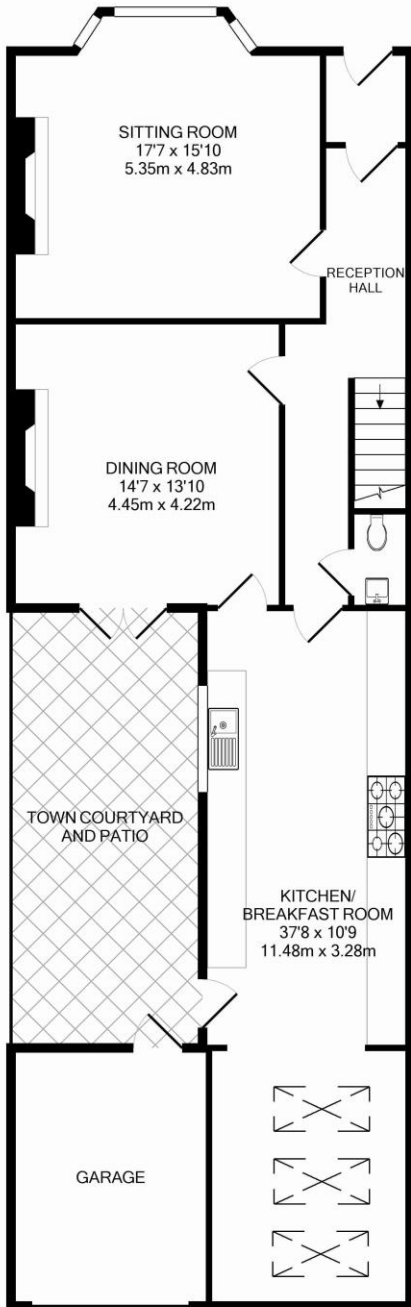 SITTING ROOM
17'7 x 15'10
5.35m x 4.83m
RECEPTION
HALL
DINING ROOM
14'7 x 13'10
4.45m x 4.22m
TOWN COURTYARD
AND PATIO
KITCHEN/
BREAKFAST ROOM
37'8 x 10'9
11.48m x 3.28m
GARAGE